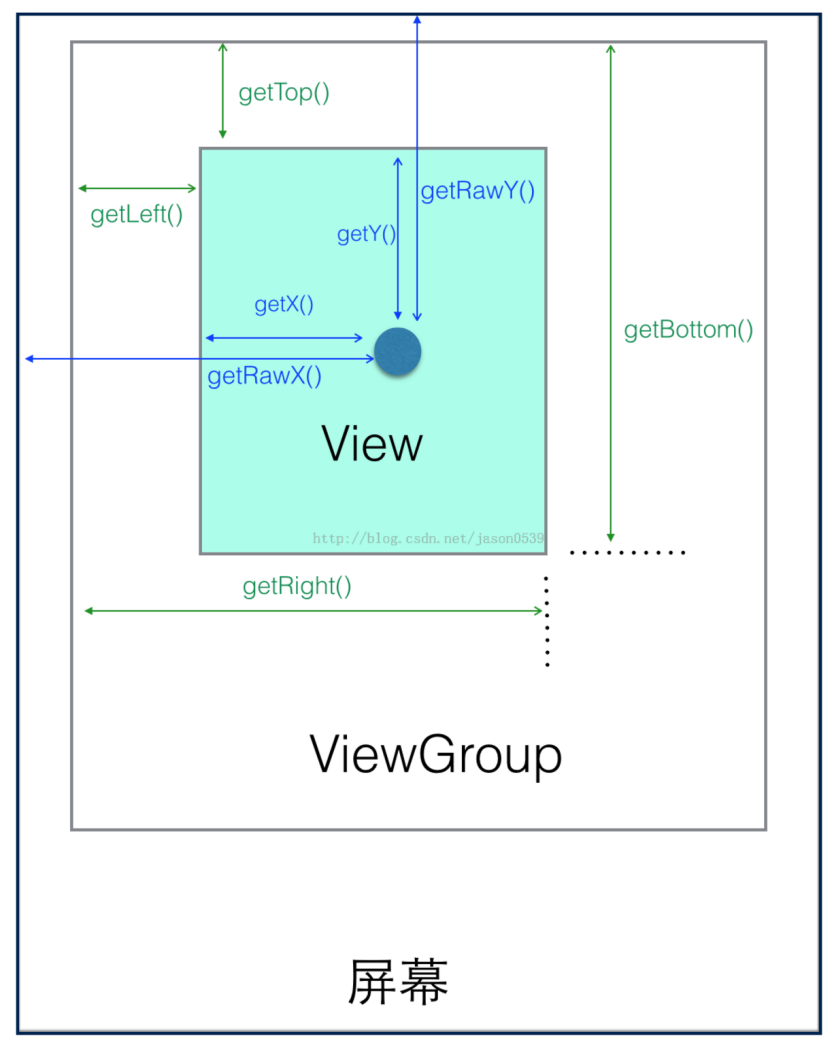 getTop()
getRawY()
getLeft()
getY()
getX()
getBottom()
getRawX()
View
http://blog.csdn.net/jason0539
getRight()
ViewGroup
屏幕